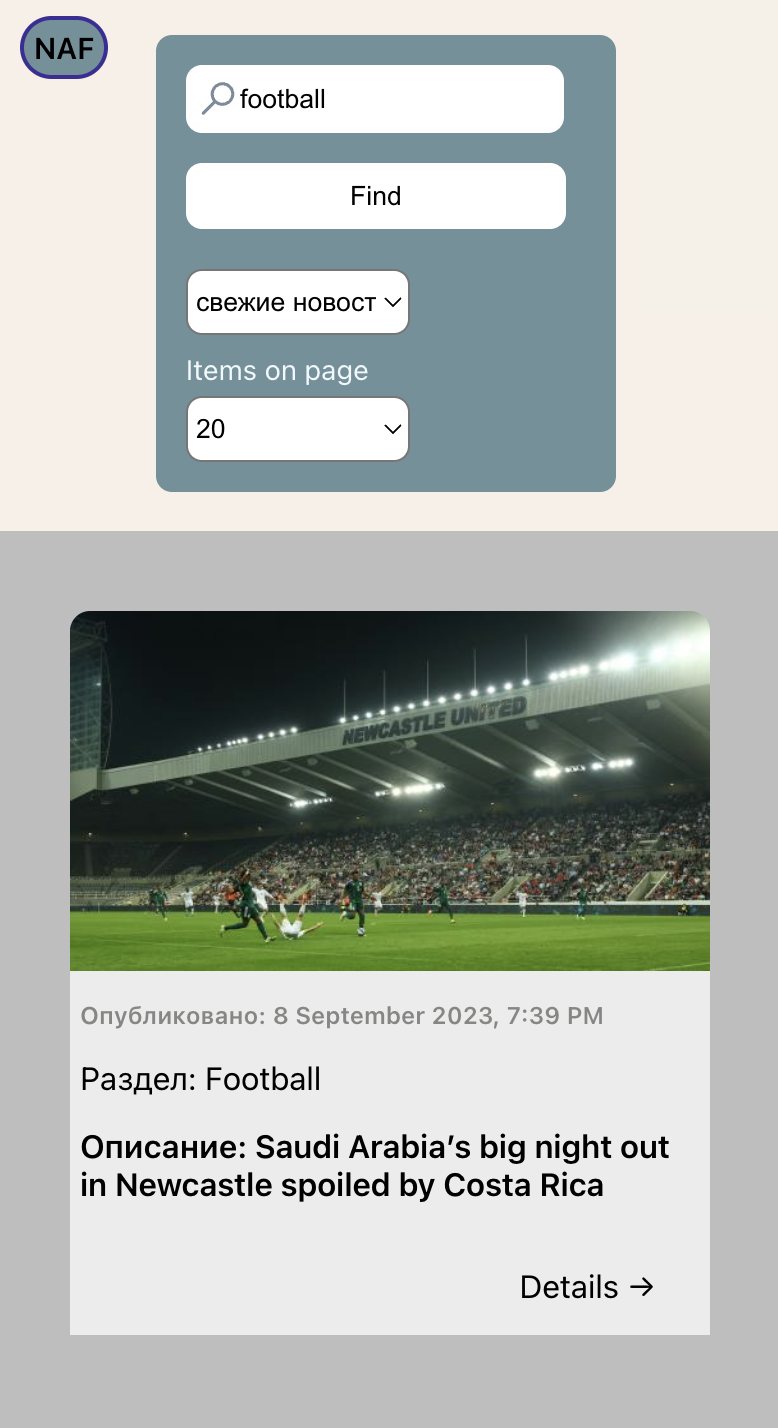 NAF
football
Find
свежие новост
Items on page
20
NEWCASTLE UNITED
Опубликовано: 8 September 2023, 7:39 PM
Раздел: Football
Описание: Saudi Arabia’s big night out
in Newcastle spoiled by Costa Rica
Details →